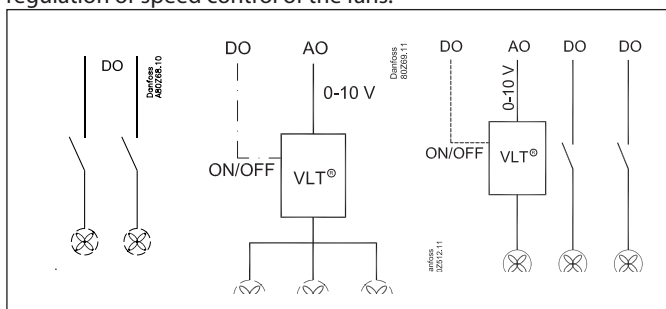 regulation or speed control of the fans.
DO
Danfoss
A80Z68.10
DO
AO
0-10 V
ON/OFF
VLT®
Danfoss
80Z69.11
DO
AO
DO
DO
0-10 V
ON/OFF
VLT®
anfoss
0Z512.11